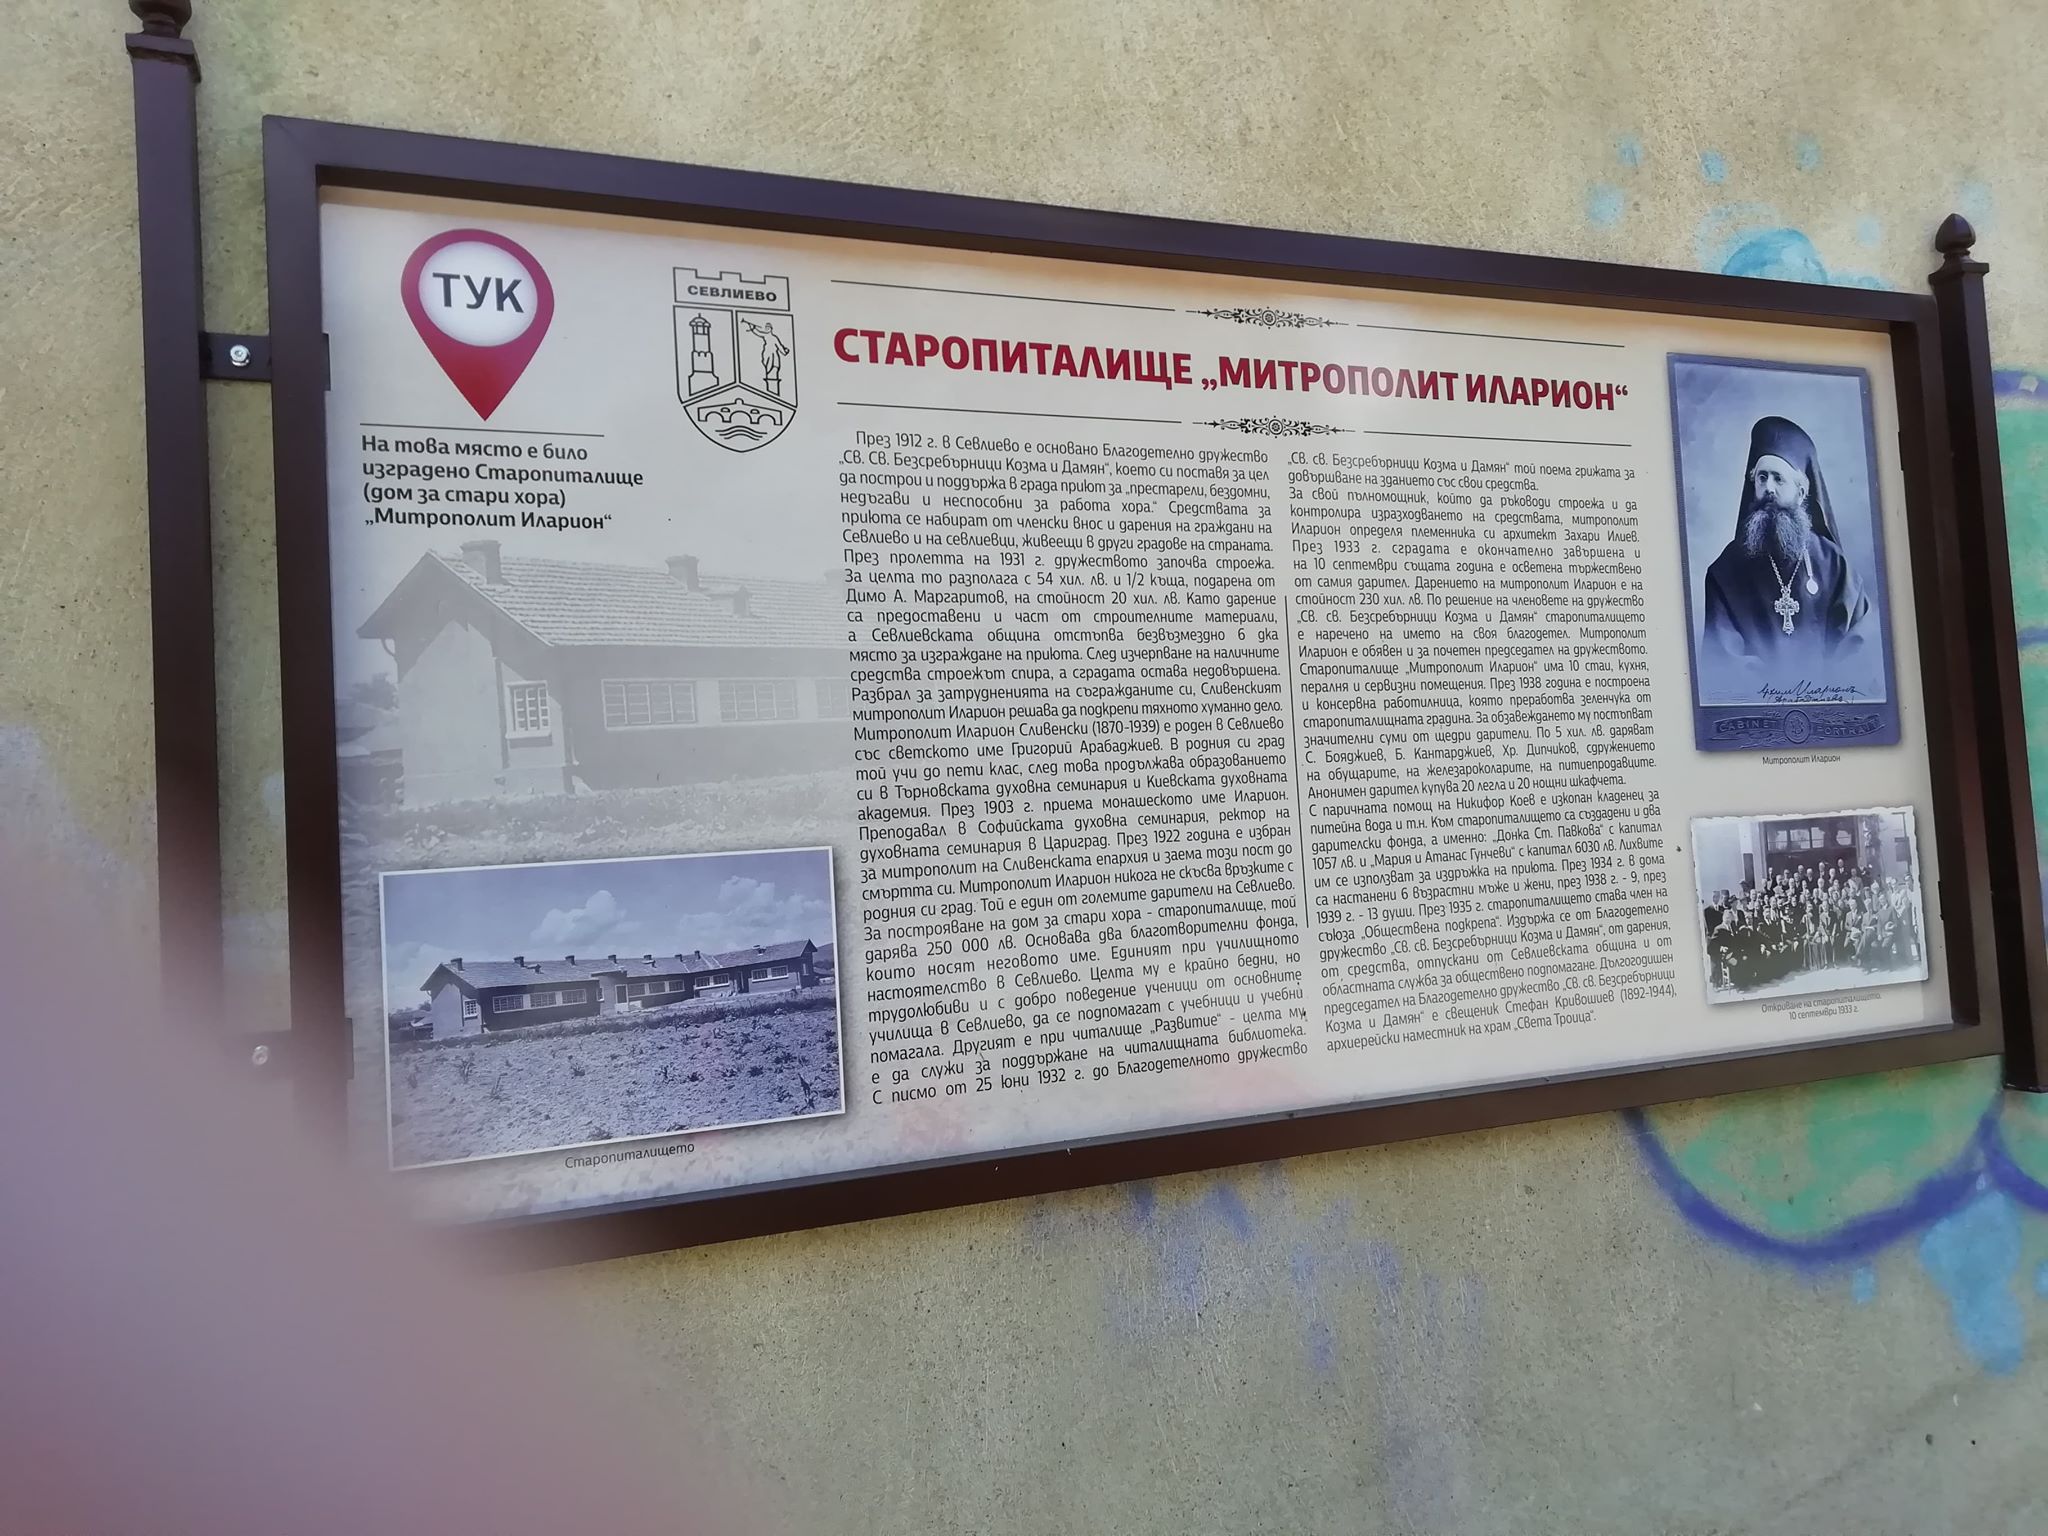 ТУК
На това място е било
изградено Старопиталище
(дом за стари хора)
„Митрополит Иларион“
СЕВЛИЕВО
СТАРОПИТАЛИЩЕ „МИТРОПОЛИТ ИЛАРИОН“
През 1912 г. в Севлиево е основано Благодетелно дружество
„Св. Св. Безсребърници Козма и Дамян“, което си поставя за цел
да построи и поддържа в града приют за „престарели, бездомни,
недъгави и неспособни за работа хора.“ Средствата за
приюта се набират от членски внос и дарения на граждани на
Севлиево и на севлиевци, живеещи в други градове на страната.
През пролетта на 1931 г. дружеството започва строежа.
За целта то разполага с 54 хил. лв. и 1/2 къща, подарена от
Димо А. Маргаритов, на стойност 20 хил. лв. Като дарение
са предоставени и част от строителните материали,
а Севлиевската община отстъпва безвъзмездно 6 дка
място за изграждане на приюта. След изчерпване на наличните
средства строежът спира, а сградата остава недовършена.
Разбрал за затрудненията на съгражданите си, Сливенският
митрополит Иларион решава да подкрепи тяхното хуманно дело.
Митрополит Иларион Сливенски (1870-1939) е роден в Севлиево
със светското име Григорий Арабаджиев. В родния си град
той учи до пети клас, след това продължава образованието
си в Търновската духовна семинария и Киевската духовната
академия. През 1903 г. приема монашеското име Иларион.
Преподавал в Софийската духовна семинария, ректор на
духовната семинария в Цариград. През 1922 година е избран
за митрополит на Сливенската епархия и заема този пост до
смъртта си. Митрополит Иларион никога не скъсва връзките с
родния си град. Той е един от големите дарители на Севлиево.
За построяване на дом за стари хора - старопиталище, той
дарява 250 000 лв. Основава два благотворителни фонда,
които носят неговото име. Единият при училищното
настоятелство в Севлиево. Целта му е крайно бедни, но
трудолюбиви и с добро поведение ученици от основните
училища в Севлиево, да се подпомагат с учебници и учебни
помагала. Другият е при читалище „Развитие“ - целта му
е да служи за поддържане на читалищната библиотека.
С писмо от 25 юни 1932 г. до Благодетелното дружество
„Св. св. Безсребърници Козма и Дамян“ той поема грижата за
довършване на зданието със свои средства.
За свой пълномощник, който да ръководи строежа и да
контролира изразходването на средствата, митрополит
Иларион определя племенника си архитект Захари Илиев.
През 1933 г. сградата е окончателно завършена и
на 10 септември същата година е осветена тържествено
от самия дарител. Дарението на митрополит Иларион е на
стойност 230 хил. лв. По решение на членовете на дружество
„Св. св. Безсребърници Козма и Дамян“ старопиталището
е наречено на името на своя благодетел. Митрополит
Иларион е обявен и за почетен председател на дружеството.
Старопиталище „Митрополит Иларион“ има 10 стаи, кухня,
пералня и сервизни помещения. През 1938 година е построена
и консервна работилница, която преработва зеленчука от
старопиталищната градина. За обзавеждането му постъпват
значителни суми от щедри дарители. По 5 хил. лв. даряват
С. Бояджиев, Б. Кантарджиев, Хр. Дипчиков, сдружението
на обущарите, на железароколарите, на питиепродавците.
Анонимен дарител купува 20 легла и 20 нощни шкафчета.
С паричната помощ на Никифор Коев е изкопан кладенец за
питейна вода и т.н. Към старопиталището са създадени и два
дарителски фонда, а именно: „Донка Ст. Павкова“ с капитал
1057 лв. и „Мария и Атанас Гунчеви“ с капитал 6030 лв. Лихвите
им се използват за издръжка на приюта. През 1934 г. в дома
са настанени 6 възрастни мъже и жени, през 1938 г. - 9, през
1939 г. - 13 души. През 1935 г. старопиталището става член на
съюза „Обществена подкрепа“. Издържа се от Благодетелно
дружество „Св. св. Безсребърници Козма и Дамян“, от дарения,
от средства, отпускани от Севлиевската община и от
областната служба за обществено подпомагане. Дългогодишен
председател на Благодетелно дружество „Св. св. Безсребърници
Козма и Дамян“ е свещеник Стефан Кривошиев (1892-1944),
архиерейски наместник на храм „Света Троица“.
CABINET PORTRAIT
Митрополит Иларион
Откриване на старопиталището.
10 септември 1933 г.
Старопиталището